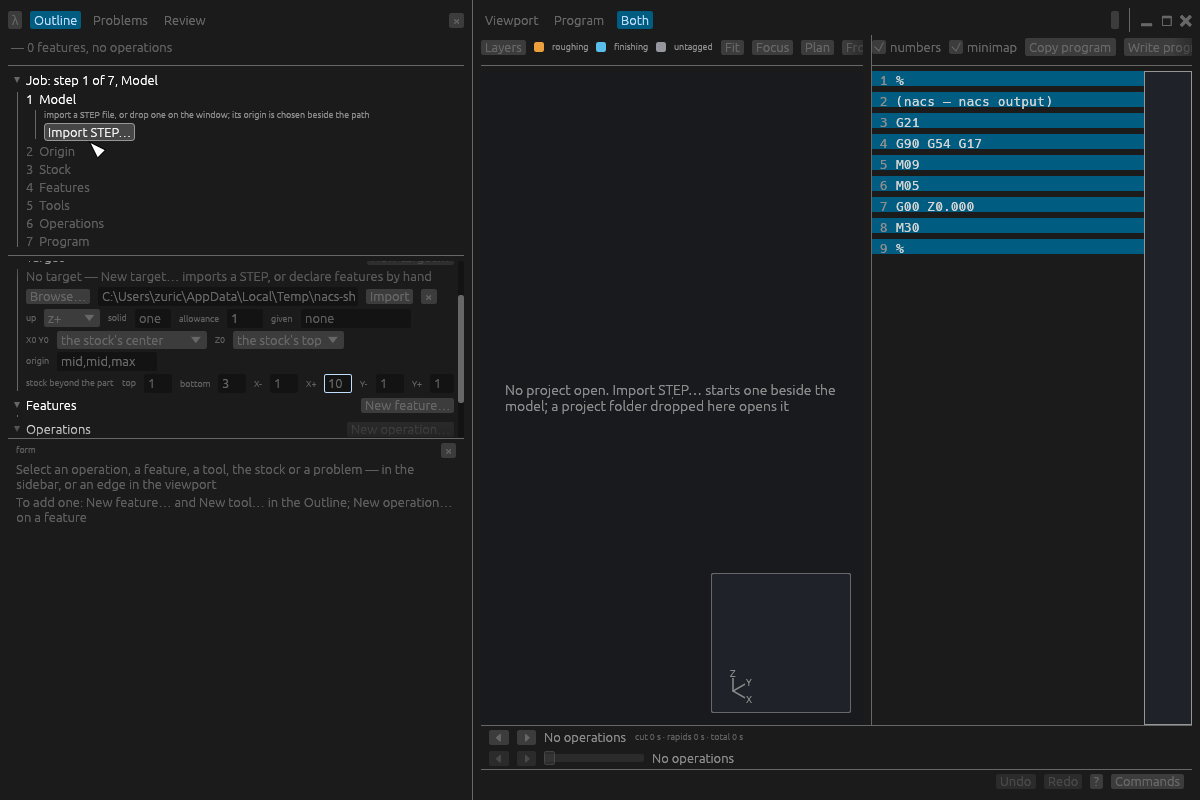 λ Outline Problems Review ×
— 0 features, no operations
Job: step 1 of 7, Model
1 Model
import a STEP file, or drop one on the window; its origin is chosen beside the path
Import STEP…
2 Origin
3 Stock
4 Features
5 Tools
6 Operations
7 Program
No target — New target… imports a STEP, or declare features by hand
Browse… C:\Users\zuric\AppData\Local\Temp\nacs-sh Import ×
up z+ solid one allowance 1 given none
X0 Y0 the stock's center Z0 the stock's top
origin mid,mid,max
stock beyond the part top 1 bottom 3 X- 1 X+ 10 Y- 1 Y+ 1
Features New feature…
Operations New operation…
form ×
Select an operation, a feature, a tool, the stock or a problem — in the
sidebar, or an edge in the viewport
To add one: New feature… and New tool… in the Outline; New operation…
on a feature
Viewport Program Both
Layers roughing finishing untagged Fit Focus Plan Fro
No project open. Import STEP… starts one beside the
model; a project folder dropped here opens it
Z
Y
X
numbers minimap Copy program Write prog
1 %
2 (nacs — nacs output)
3 G21
4 G90 G54 G17
5 M09
6 M05
7 G00 Z0.000
8 M30
9 %
No operations cut 0 s · rapids 0 s · total 0 s
No operations
Undo Redo ? Commands